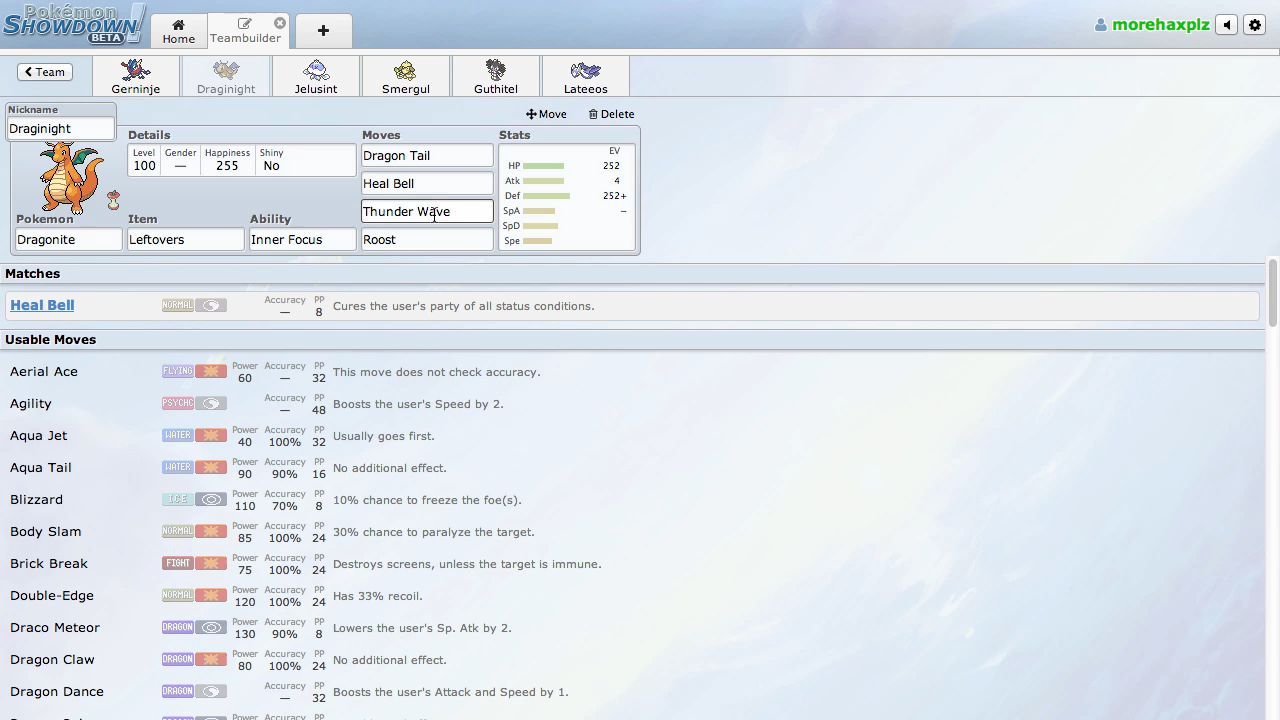 Pokémon
SHOWDOWN!
BETA
Home
Teambuilder
+
morehaxplz
Team
Gerninje
Draginight
Jelusint
Smergul
Guthitel
Lateeos
Move
Delete
Nickname
Draginight
Details
Level
100
Gender
—
Happiness
255
Shiny
No
Pokemon
Dragonite
Item
Leftovers
Ability
Inner Focus
Moves
Dragon Tail
Heal Bell
Thunder Wave
Roost
Stats
EV
HP 252
Atk 4
Def 252+
SpA –
SpD
Spe
Matches
Heal Bell NORMAL Accuracy — PP 8 Cures the user's party of all status conditions.
Usable Moves
Aerial Ace FLYING Power 60 Accuracy — PP 32 This move does not check accuracy.
Agility PSYCHC Accuracy — PP 48 Boosts the user's Speed by 2.
Aqua Jet WATER Power 40 Accuracy 100% PP 32 Usually goes first.
Aqua Tail WATER Power 90 Accuracy 90% PP 16 No additional effect.
Blizzard ICE Power 110 Accuracy 70% PP 8 10% chance to freeze the foe(s).
Body Slam NORMAL Power 85 Accuracy 100% PP 24 30% chance to paralyze the target.
Brick Break FIGHT Power 75 Accuracy 100% PP 24 Destroys screens, unless the target is immune.
Double-Edge NORMAL Power 120 Accuracy 100% PP 24 Has 33% recoil.
Draco Meteor DRAGON Power 130 Accuracy 90% PP 8 Lowers the user's Sp. Atk by 2.
Dragon Claw DRAGON Power 80 Accuracy 100% PP 24 No additional effect.
Dragon Dance DRAGON Accuracy — PP 32 Boosts the user's Attack and Speed by 1.
Power Accuracy PP